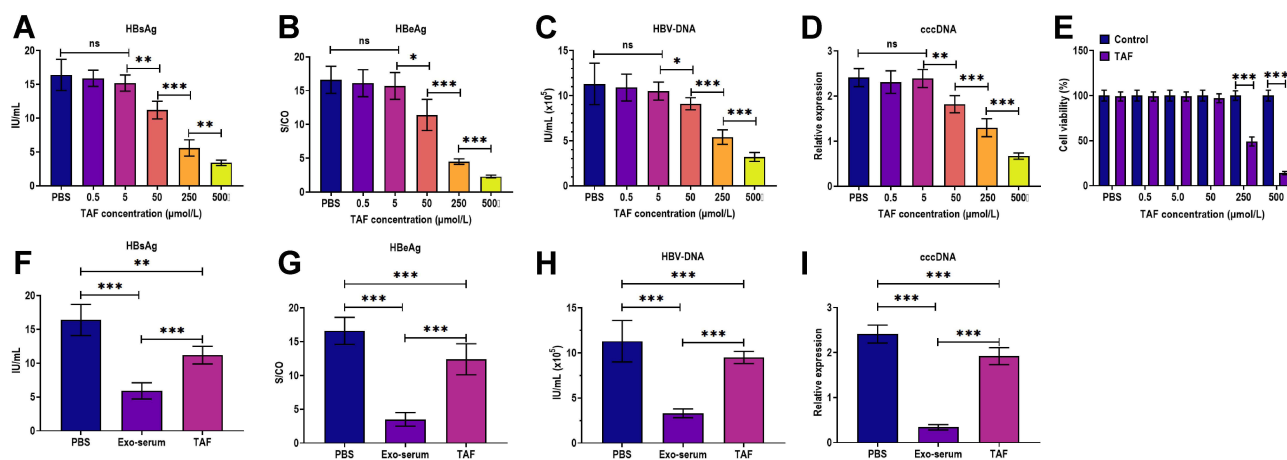 A
HBsAg
20
15
10
5
0
IU/mL
ns
**
***
**
PBS 0.5 5 50 250 500▯
TAF concentration (μmol/L)
B
HBeAg
20
15
10
5
0
S/CO
ns
*
***
***
PBS 0.5 5 50 250 500▯
TAF concentration (μmol/L)
C
HBV-DNA
15
10
5
0
IU/mL (x10⁵)
ns
*
***
***
PBS 0.5 5 50 250 500▯
TAF concentration (μmol/L)
D
cccDNA
3
2
1
0
Relative expression
ns
**
***
***
PBS 0.5 5 50 250 500▯
TAF concentration (μmol/L)
E
Control
TAF
150
100
50
0
Cell viability (%)
***
***
PBS 0.5 5.0 50 250 500
TAF concentration (μmol/L)
F
HBsAg
20
15
10
5
0
IU/mL
**
***
***
PBS Exo-serum TAF
G
HBeAg
20
15
10
5
0
S/CO
***
***
***
PBS Exo-serum TAF
H
HBV-DNA
15
10
5
0
IU/mL (x10⁵)
***
***
***
PBS Exo-serum TAF
I
cccDNA
3
2
1
0
Relative expression
***
***
***
PBS Exo-serum TAF